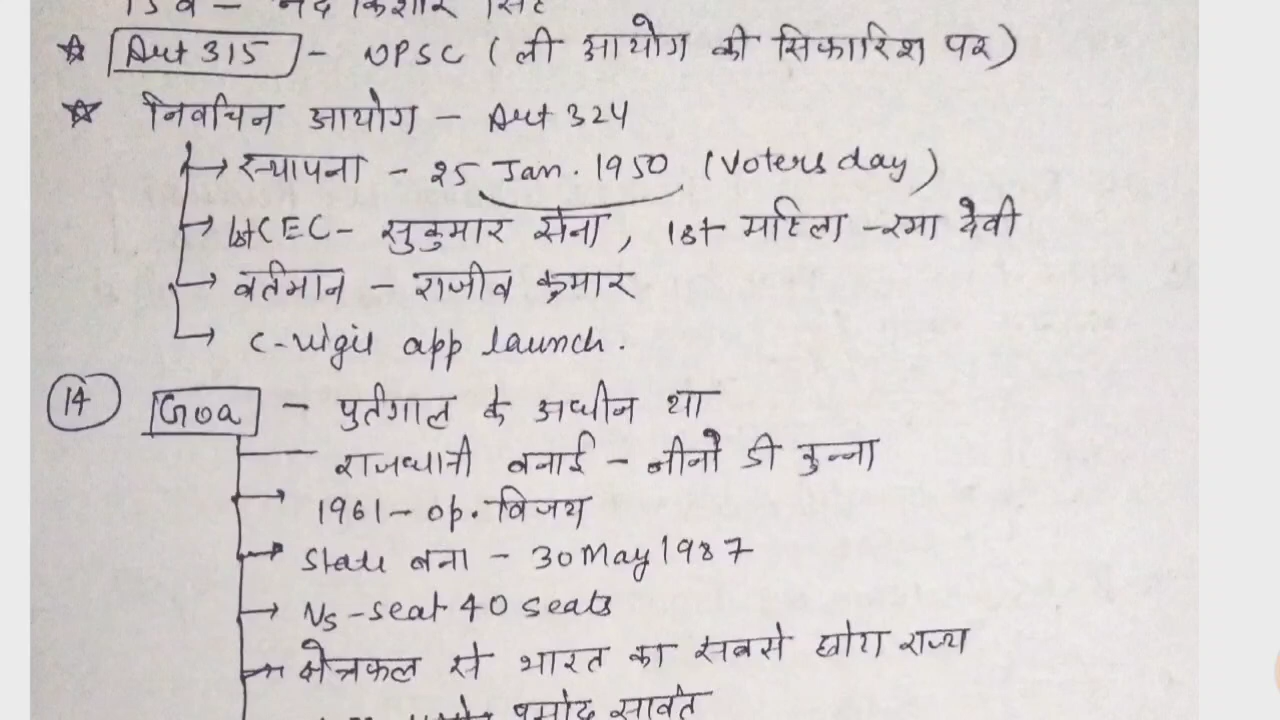 ☆ Art 315 - UPSC (ली आयोग की सिफारिश पर)
☆ निर्वाचन आयोग - Art 324
→ स्थापना - 25 Jan. 1950 (Voters day)
→ 1st CEC - सुकुमार सेना, 1st महिला - रमा देवी
→ वर्तमान - राजीव कुमार
→ C-vigil app launch.
14 Goa - पुर्तगाल के अधीन था
राजधानी बनाई - नीनो डी कुन्ना
→ 1961 - op. विजय
→ State बना - 30 May 1987
→ Vs - seat 40 seats
→ क्षेत्रफल से भारत का सबसे छोटा राज्य
प्रमोद सावंत